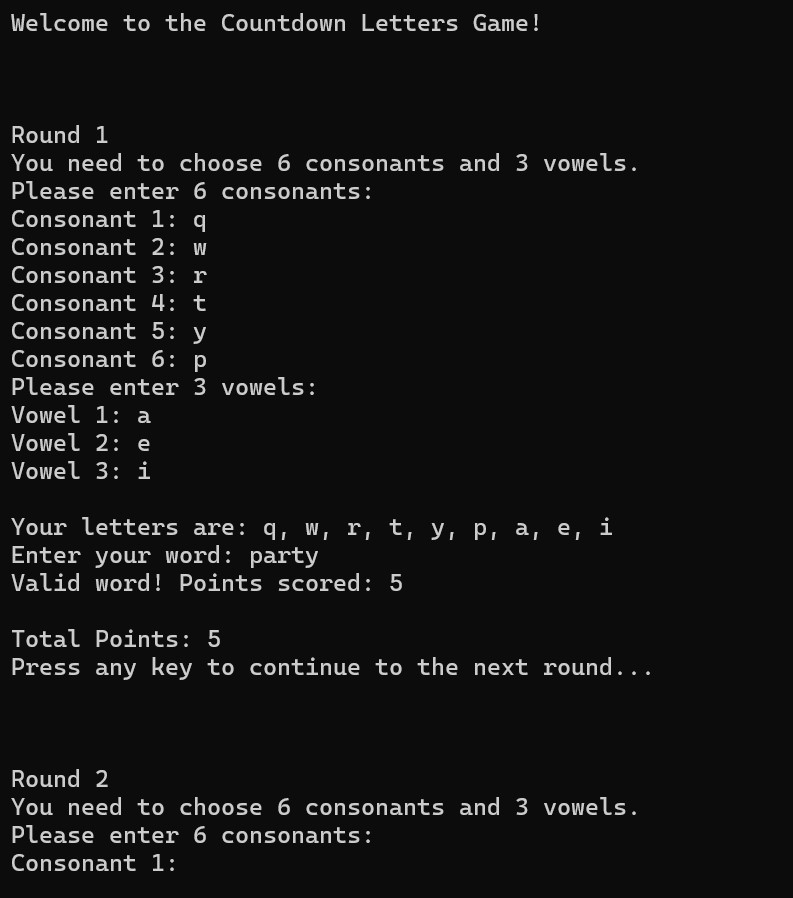 Welcome to the Countdown Letters Game!
Round 1
You need to choose 6 consonants and 3 vowels.
Please enter 6 consonants:
Consonant 1: q
Consonant 2: w
Consonant 3: r
Consonant 4: t
Consonant 5: y
Consonant 6: p
Please enter 3 vowels:
Vowel 1: a
Vowel 2: e
Vowel 3: i
Your letters are: q, w, r, t, y, p, a, e, i
Enter your word: party
Valid word! Points scored: 5
Total Points: 5
Press any key to continue to the next round...
Round 2
You need to choose 6 consonants and 3 vowels.
Please enter 6 consonants:
Consonant 1: